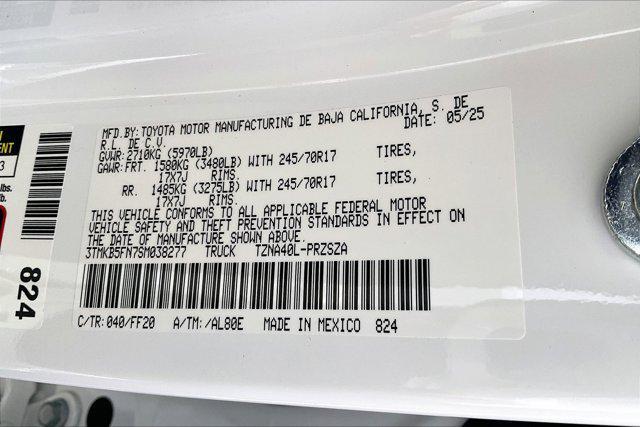 MFD.BY:TOYOTA MOTOR MANUFACTURING DE BAJA CALIFORNIA, S. DE
R.L. DE C.V. DATE: 05/25
GVWR:2710KG (5970LB)
GAWR:FRT. 1580KG (3480LB) WITH 245/70R17 TIRES,
17X7J RIMS.
RR. 1485KG (3275LB) WITH 245/70R17 TIRES,
17X7J RIMS.
THIS VEHICLE CONFORMS TO ALL APPLICABLE FEDERAL MOTOR
VEHICLE SAFETY AND THEFT PREVENTION STANDARDS IN EFFECT ON
THE DATE OF MANUFACTURE SHOWN ABOVE.
3TMKB5FN7SM038277 TRUCK TZNA40L-PRZSZA
C/TR:040/FF20 A/TM:/AL80E MADE IN MEXICO 824
3
lbs.
lb.
824